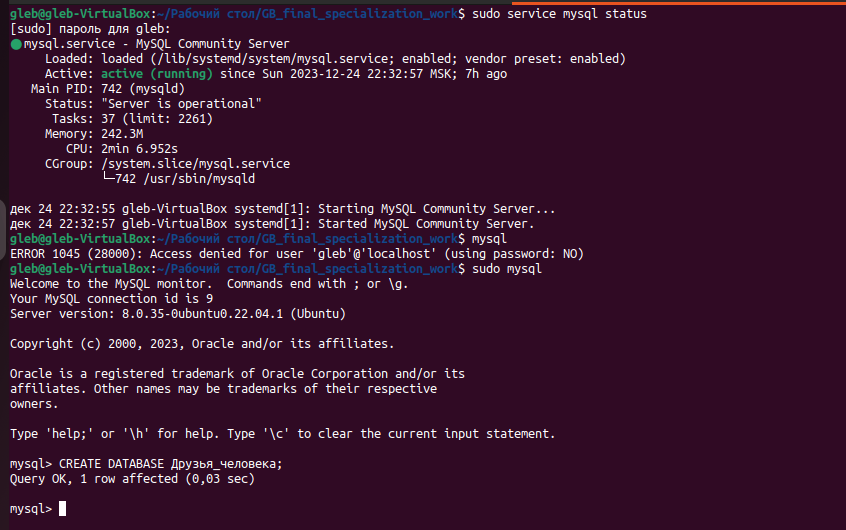 gleb@gleb-VirtualBox:~/Рабочий стол/GB_final_specialization_work$ sudo service mysql status
[sudo] пароль для gleb:
● mysql.service - MySQL Community Server
     Loaded: loaded (/lib/systemd/system/mysql.service; enabled; vendor preset: enabled)
     Active: active (running) since Sun 2023-12-24 22:32:57 MSK; 7h ago
   Main PID: 742 (mysqld)
     Status: "Server is operational"
      Tasks: 37 (limit: 2261)
     Memory: 242.3M
        CPU: 2min 6.952s
     CGroup: /system.slice/mysql.service
             └─742 /usr/sbin/mysqld
дек 24 22:32:55 gleb-VirtualBox systemd[1]: Starting MySQL Community Server...
дек 24 22:32:57 gleb-VirtualBox systemd[1]: Started MySQL Community Server.
gleb@gleb-VirtualBox:~/Рабочий стол/GB_final_specialization_work$ mysql
ERROR 1045 (28000): Access denied for user 'gleb'@'localhost' (using password: NO)
gleb@gleb-VirtualBox:~/Рабочий стол/GB_final_specialization_work$ sudo mysql
Welcome to the MySQL monitor.  Commands end with ; or \g.
Your MySQL connection id is 9
Server version: 8.0.35-0ubuntu0.22.04.1 (Ubuntu)
Copyright (c) 2000, 2023, Oracle and/or its affiliates.
Oracle is a registered trademark of Oracle Corporation and/or its
affiliates. Other names may be trademarks of their respective
owners.
Type 'help;' or '\h' for help. Type '\c' to clear the current input statement.
mysql> CREATE DATABASE Друзья_человека;
Query OK, 1 row affected (0,03 sec)
mysql>